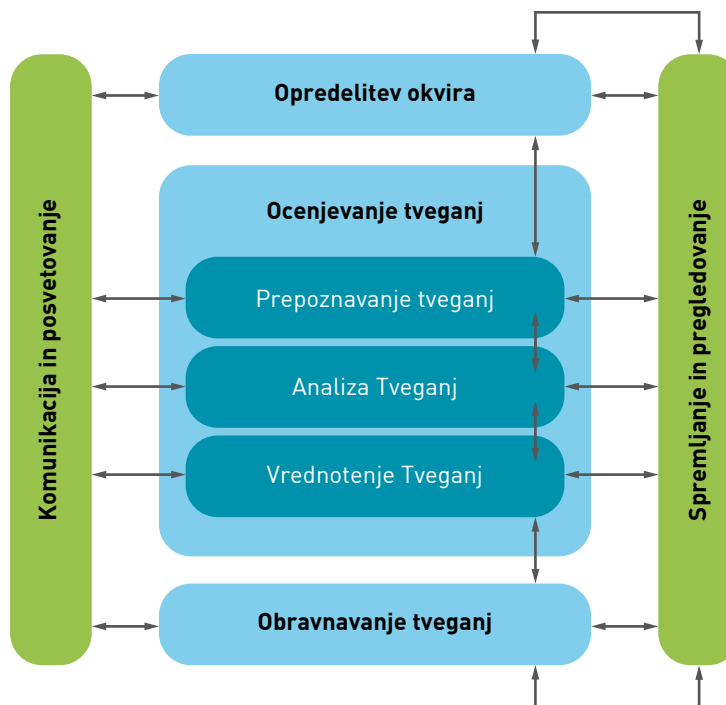 Opredelitev okvira
Ocenjevanje tveganj
Prepoznavanje tveganj
Analiza Tveganj
Vrednotenje Tveganj
Obravnavanje tveganj
Komunikacija in posvetovanje
Spremljanje in pregledovanje